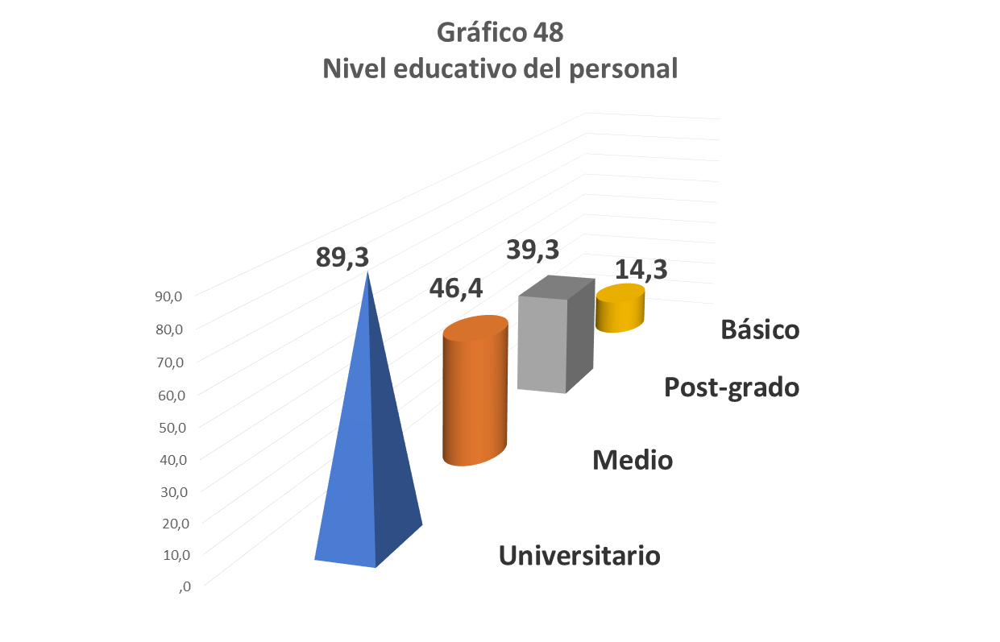 Gráfico 48
Nivel educativo del personal
89,3
46,4
39,3
14,3
90,0
80,0
70,0
60,0
50,0
40,0
30,0
20,0
10,0
,0
Básico
Post-grado
Medio
Universitario